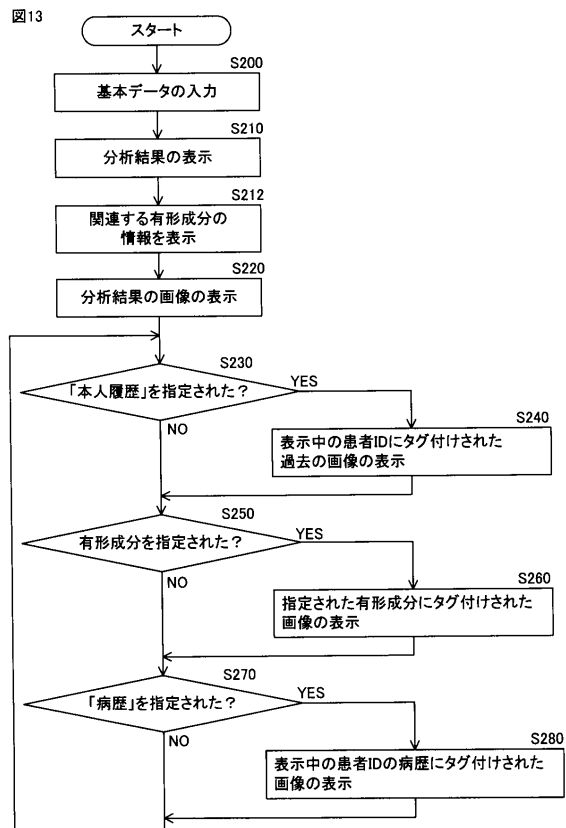 図13
スタート
S200
基本データの入力
S210
分析結果の表示
S212
関連する有形成分の
情報を表示
S220
分析結果の画像の表示
S230
「本人履歴」を指定された？
YES
NO
S240
表示中の患者IDにタグ付けされた
過去の画像の表示
S250
有形成分を指定された？
YES
NO
S260
指定された有形成分にタグ付けされた
画像の表示
S270
「病歴」を指定された？
YES
NO
S280
表示中の患者IDの病歴にタグ付けされた
画像の表示